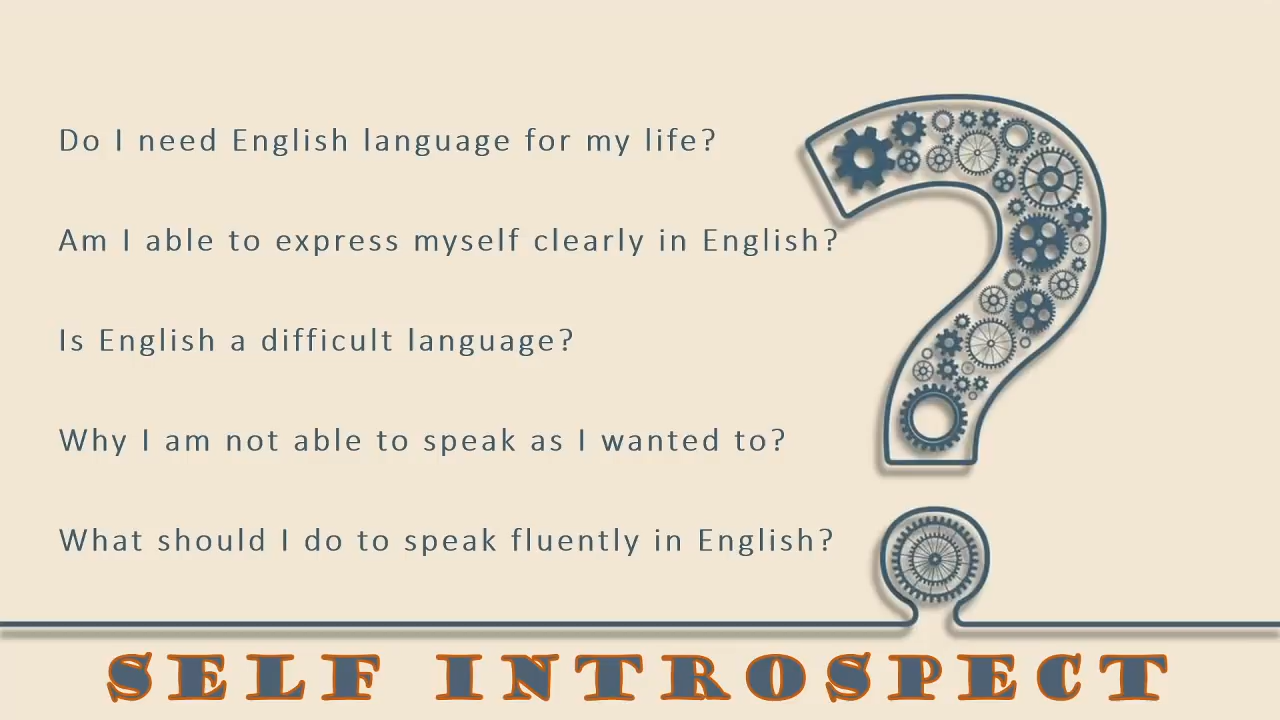 Do I need English language for my life?
Am I able to express myself clearly in English?
Is English a difficult language?
Why I am not able to speak as I wanted to?
What should I do to speak fluently in English?
SELF INTROSPECT